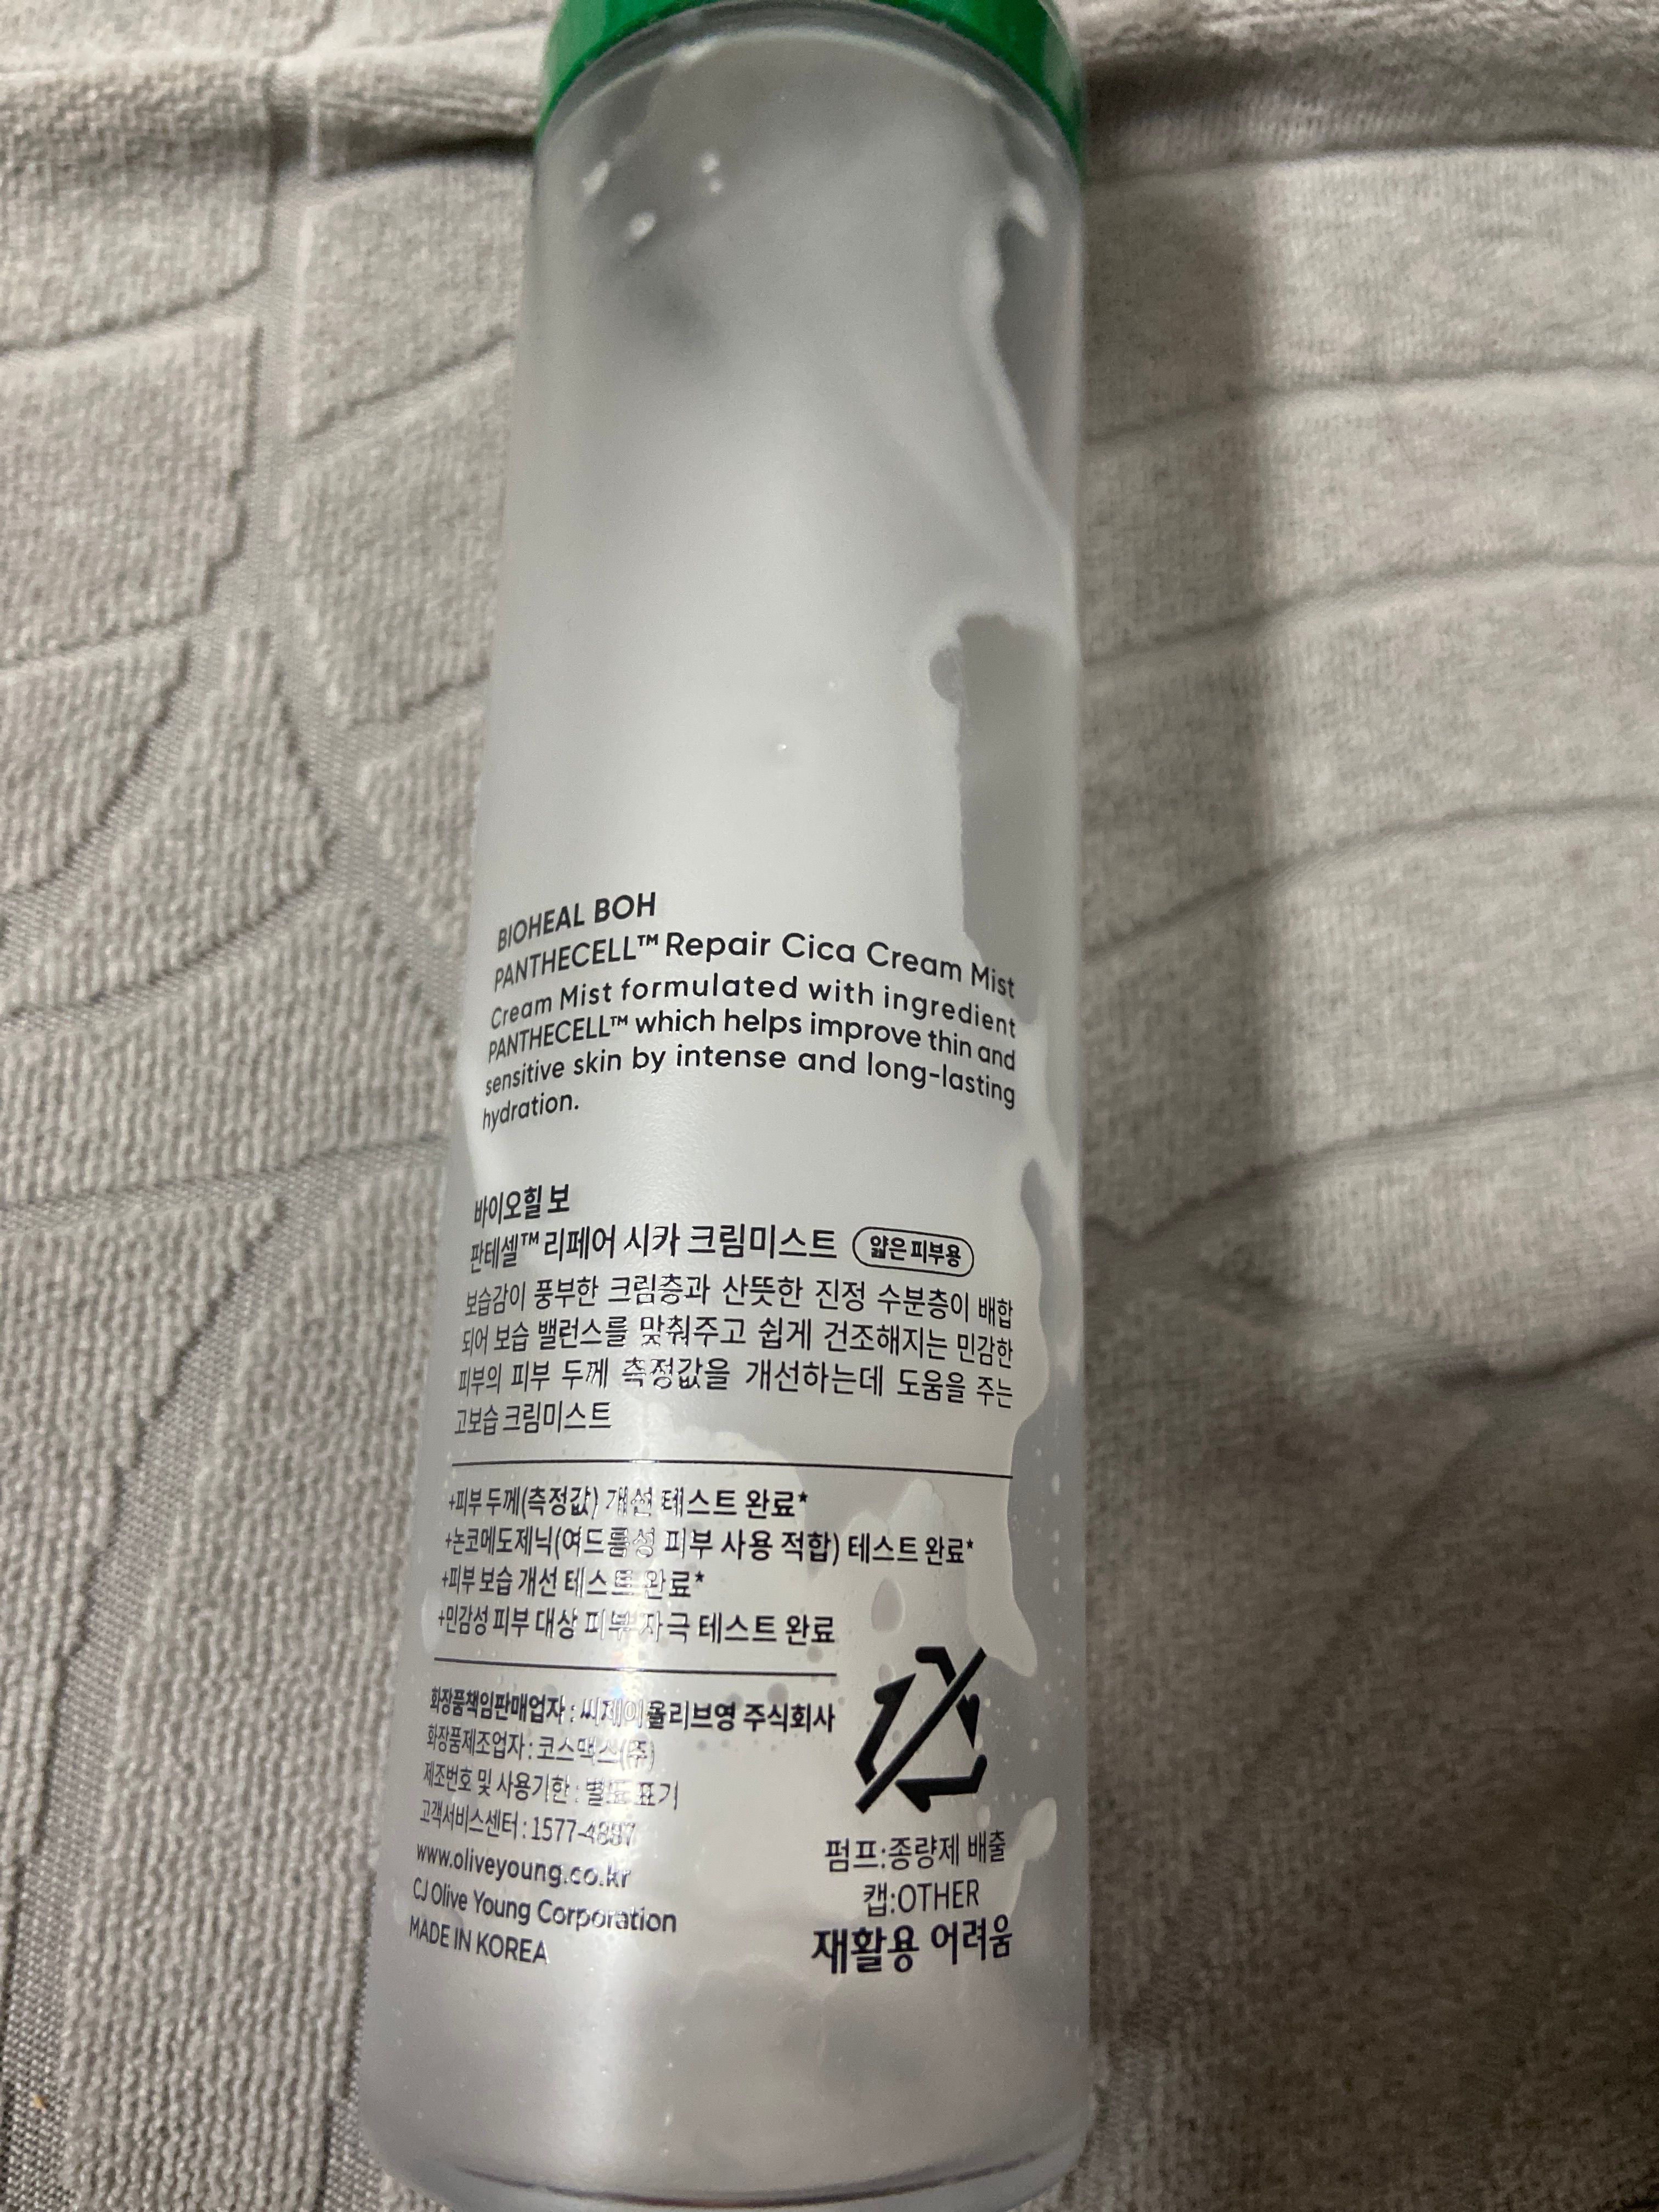 BIOHEAL BOH
PANTHECELL™ Repair Cica Cream Mist
Cream Mist formulated with ingredient
PANTHECELL™ which helps improve thin and
sensitive skin by intense and long-lasting
hydration.
바이오힐 보
판테셀™ 리페어 시카 크림미스트 얇은 피부용
보습감이 풍부한 크림층과 산뜻한 진정 수분층이 배합
되어 보습 밸런스를 맞춰주고 쉽게 건조해지는 민감한
피부의 피부 두께 측정값을 개선하는데 도움을 주는
고보습 크림미스트
+피부 두께(측정값) 개선 테스트 완료*
+논코메도제닉(여드름성 피부 사용 적합) 테스트 완료*
+피부 보습 개선 테스트 완료*
+민감성 피부 대상 피부 자극 테스트 완료
화장품책임판매업자 : 씨제이올리브영 주식회사
화장품제조업자 : 코스맥스(주)
제조번호 및 사용기한 : 별도 표기
고객서비스센터 : 1577-4887
www.oliveyoung.co.kr
CJ Olive Young Corporation
MADE IN KOREA
펌프:종량제 배출
캡:OTHER
재활용 어려움